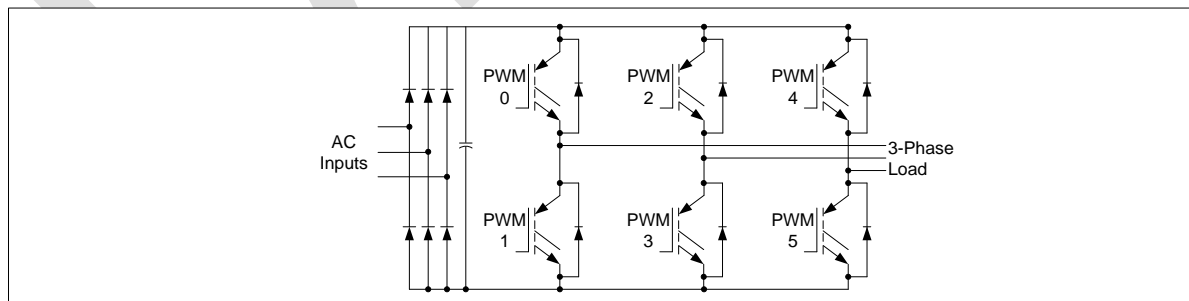 PWM
0
PWM
2
PWM
4
AC
Inputs
3-Phase
Load
PWM
1
PWM
3
PWM
5